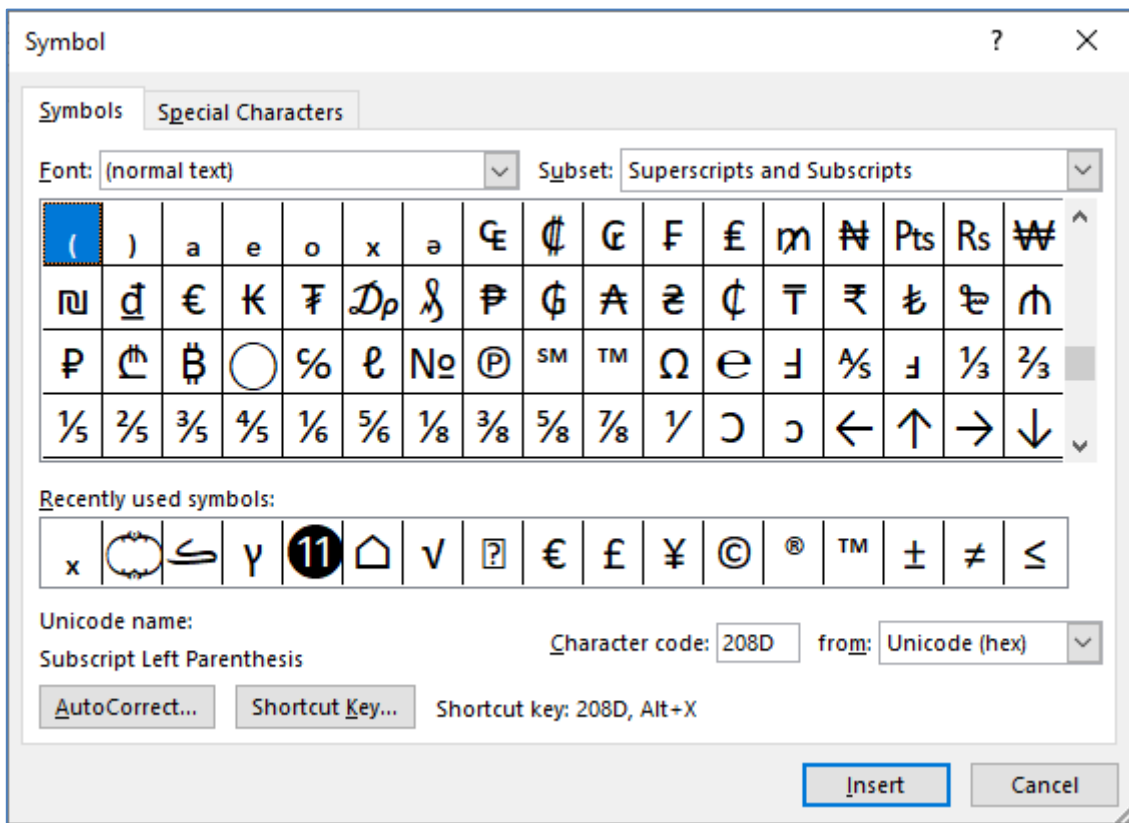 Symbol ? ×
Symbols Special Characters
Font: (normal text) Subset: Superscripts and Subscripts
₍ ₎ ₐ ₑ ₒ ₓ ₔ ₠ ₡ ₢ ₣ ₤ ₥ ₦ ₧ ₨ ₩
₪ ₫ € ₭ ₮ ₯ ₰ ₱ ₲ ₳ ₴ ₵ ₸ ₹ ₺ ₻ ₼
₽ ₾ ₿ ⃝ ℅ ℓ № ℗ ℠ ™ Ω ℮ Ⅎ ⅍ ⅎ ⅓ ⅔
⅕ ⅖ ⅗ ⅘ ⅙ ⅚ ⅛ ⅜ ⅝ ⅞ ⅟ Ↄ ↄ ← ↑ → ↓
Recently used symbols:
ₓ γ ⓫ ⌂ √ € £ ¥ © ® ™ ± ≠ ≤
Unicode name:
Subscript Left Parenthesis
Character code: 208D from: Unicode (hex)
AutoCorrect... Shortcut Key... Shortcut key: 208D, Alt+X
Insert Cancel